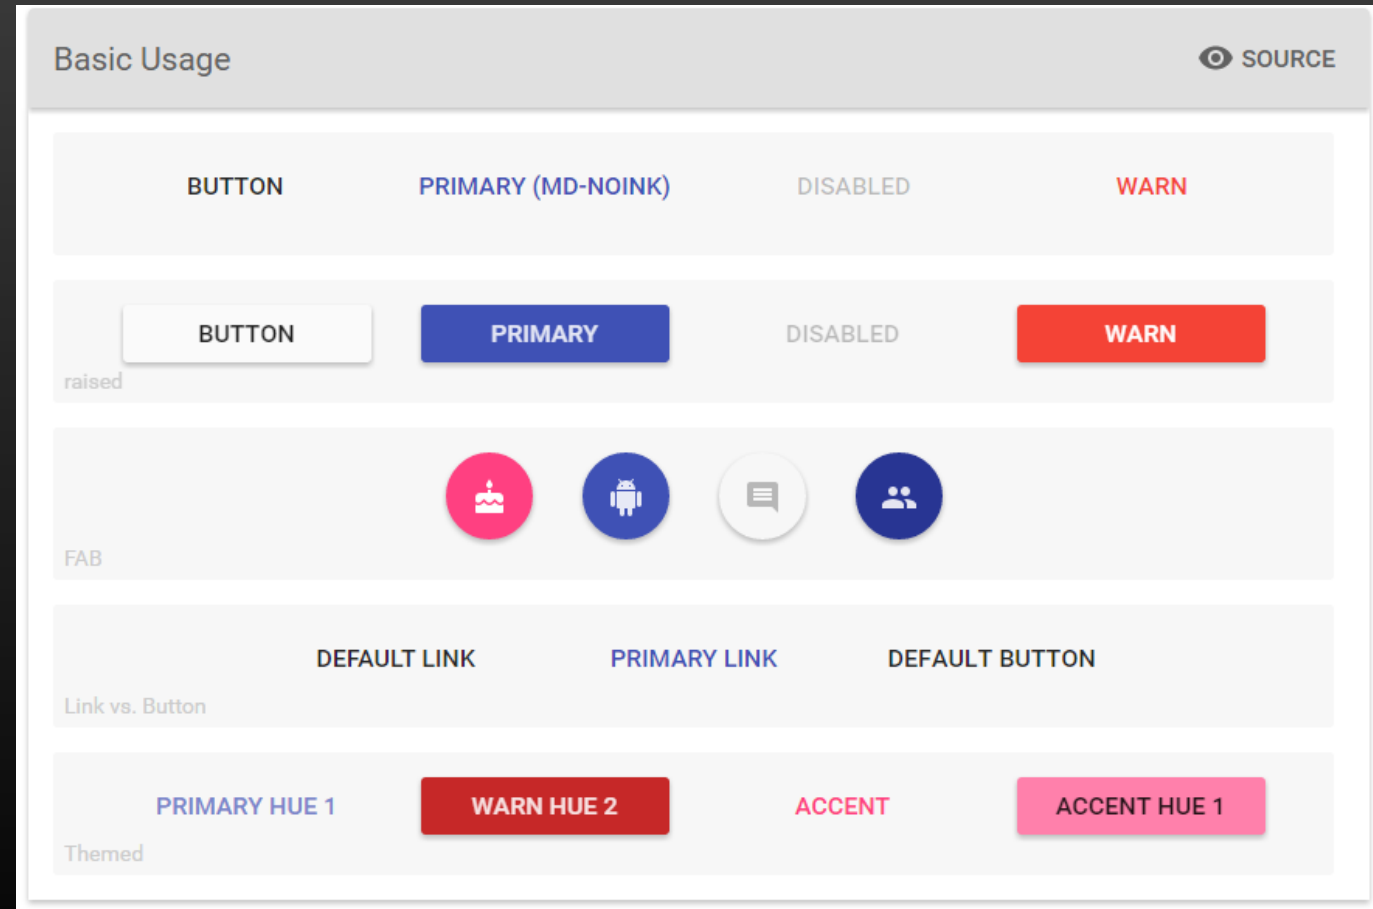 Basic Usage
SOURCE
BUTTON PRIMARY (MD-NOINK) DISABLED WARN
BUTTON PRIMARY DISABLED WARN
raised
FAB
DEFAULT LINK PRIMARY LINK DEFAULT BUTTON
Link vs. Button
PRIMARY HUE 1 WARN HUE 2 ACCENT ACCENT HUE 1
Themed